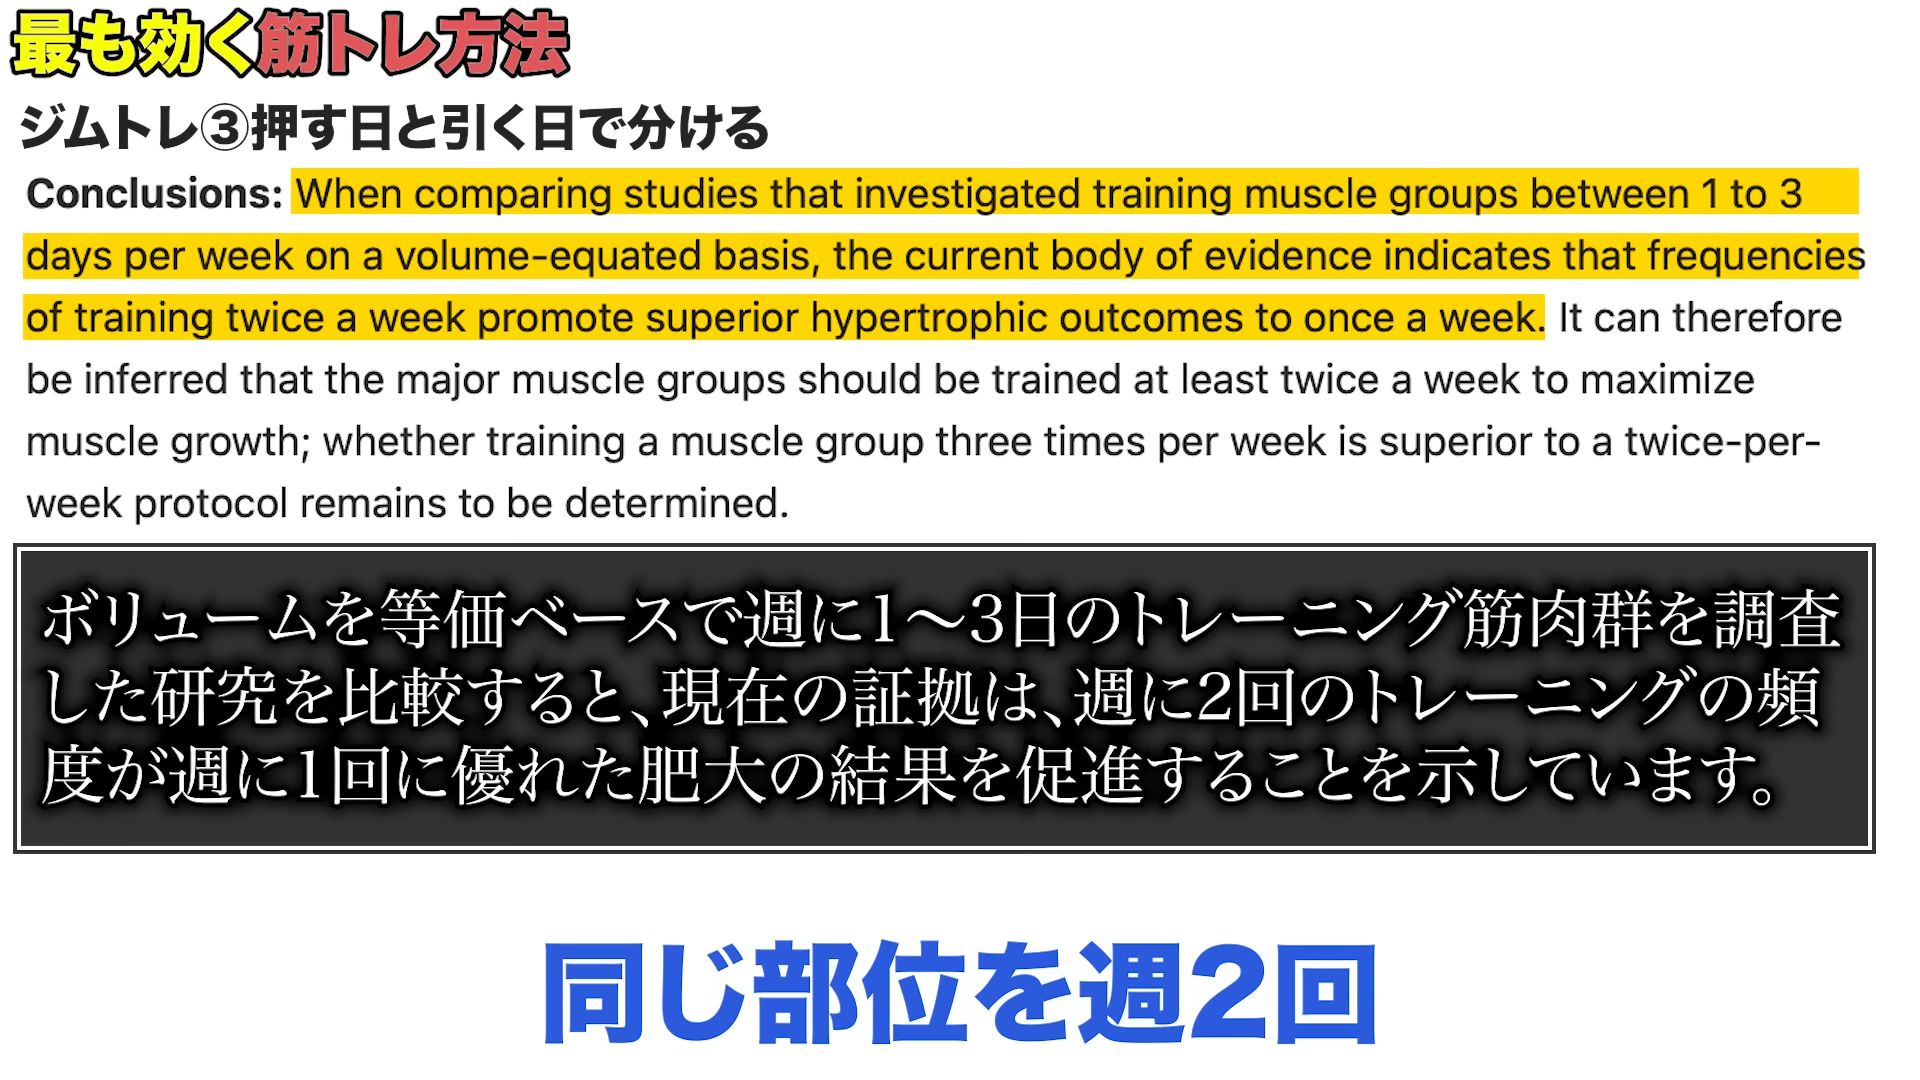 最も効く筋トレ方法
ジムトレ③押す日と引く日で分ける
Conclusions: When comparing studies that investigated training muscle groups between 1 to 3
days per week on a volume-equated basis, the current body of evidence indicates that frequencies
of training twice a week promote superior hypertrophic outcomes to once a week. It can therefore
be inferred that the major muscle groups should be trained at least twice a week to maximize
muscle growth; whether training a muscle group three times per week is superior to a twice-per-
week protocol remains to be determined.
ボリュームを等価ベースで週に1〜3日のトレーニング筋肉群を調査
した研究を比較すると、現在の証拠は、週に2回のトレーニングの頻
度が週に1回に優れた肥大の結果を促進することを示しています。
同じ部位を週2回